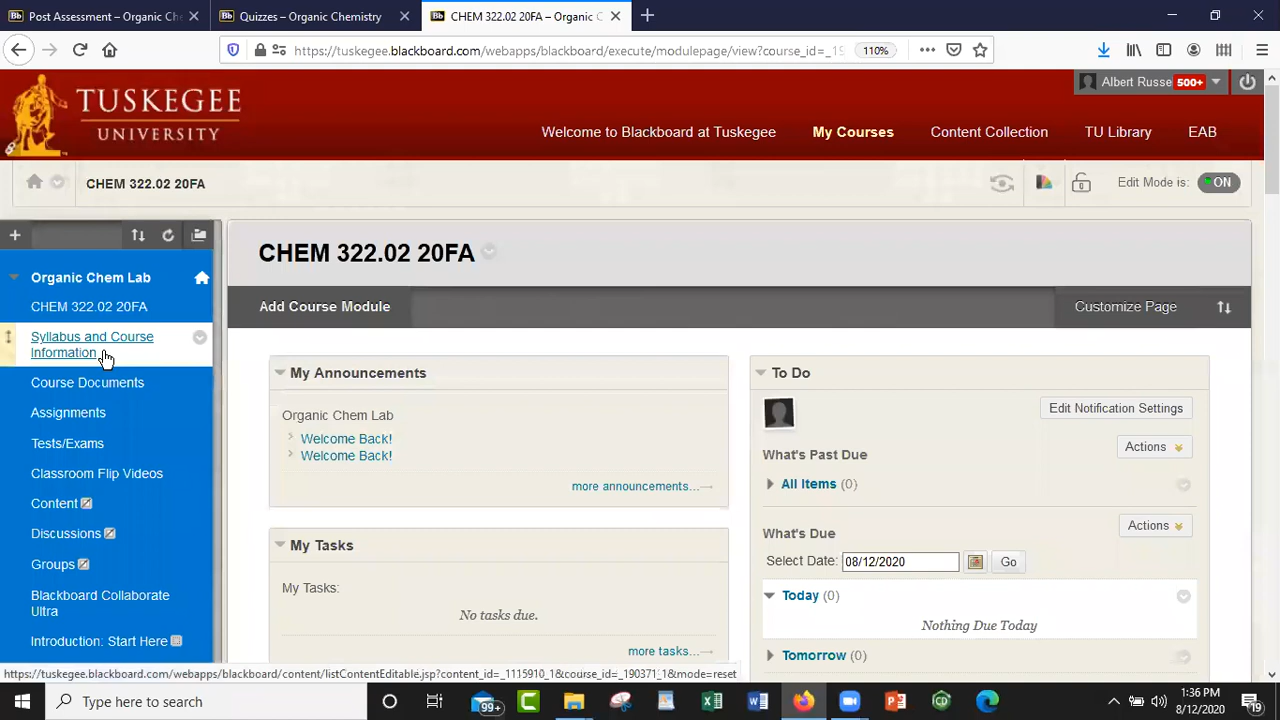 Bb Post Assessment – Organic Ch
Bb Quizzes – Organic Chemistry
Bb CHEM 322.02 20FA – Organic C
https://tuskegee.blackboard.com/webapps/blackboard/execute/modulepage/view?course_id=_19
110%
TUSKEGEE
UNIVERSITY
Albert Russe 500+
Welcome to Blackboard at Tuskegee
My Courses
Content Collection
TU Library
EAB
CHEM 322.02 20FA
Edit Mode is: ON
Organic Chem Lab
CHEM 322.02 20FA
Syllabus and Course
Information
Course Documents
Assignments
Tests/Exams
Classroom Flip Videos
Content
Discussions
Groups
Blackboard Collaborate
Ultra
Introduction: Start Here
CHEM 322.02 20FA
Add Course Module
Customize Page
My Announcements
Organic Chem Lab
Welcome Back!
Welcome Back!
more announcements...
My Tasks
My Tasks:
No tasks due.
more tasks...
To Do
Edit Notification Settings
What's Past Due
Actions
All Items (0)
What's Due
Actions
Select Date: 08/12/2020 Go
Today (0)
Nothing Due Today
Tomorrow (0)
https://tuskegee.blackboard.com/webapps/blackboard/content/listContentEditable.jsp?content_id=_1115910_1&course_id=_190371_1&mode=reset
Type here to search
99+
1:36 PM
8/12/2020
19